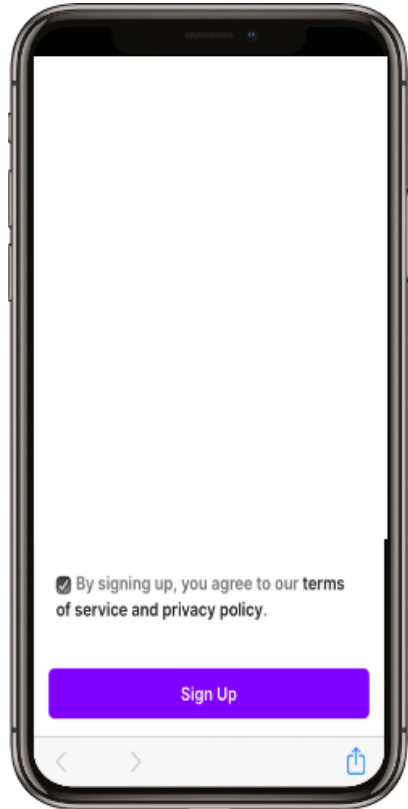 By signing up, you agree to our terms
of service and privacy policy.
Sign Up